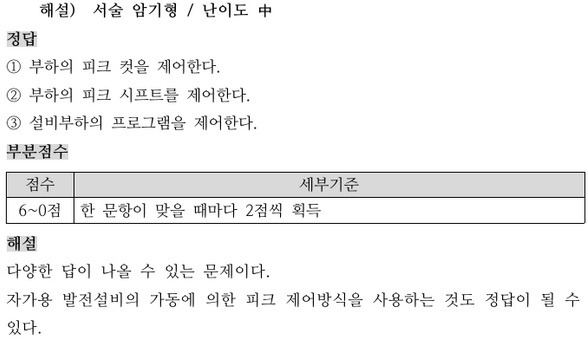 해설) 서술 암기형 / 난이도 中
정답
① 부하의 피크 컷을 제어한다.
② 부하의 피크 시프트를 제어한다.
③ 설비부하의 프로그램을 제어한다.
부분점수
점수 세부기준
6~0점 한 문항이 맞을 때마다 2점씩 획득
해설
다양한 답이 나올 수 있는 문제이다.
자가용 발전설비의 가동에 의한 피크 제어방식을 사용하는 것도 정답이 될 수
있다.